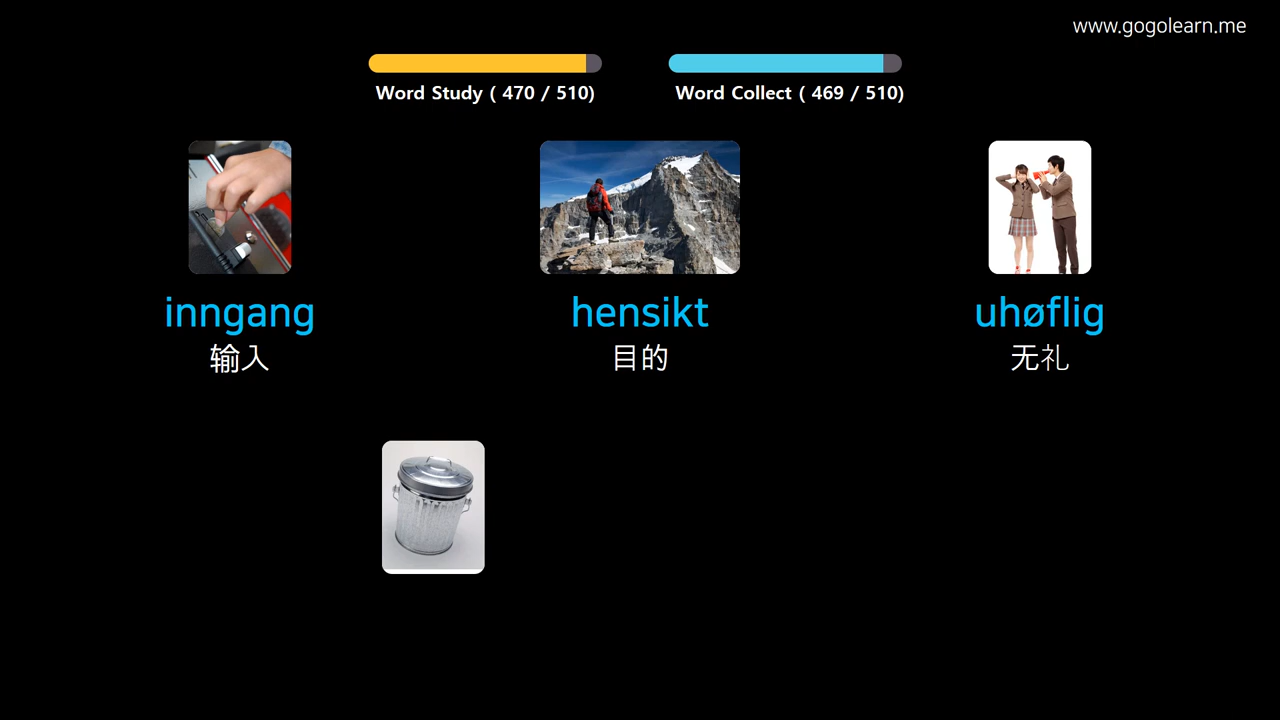 www.gogolearn.me
Word Study ( 470 / 510)
Word Collect ( 469 / 510)
inngang
hensikt
uhøflig
输入
目的
无礼